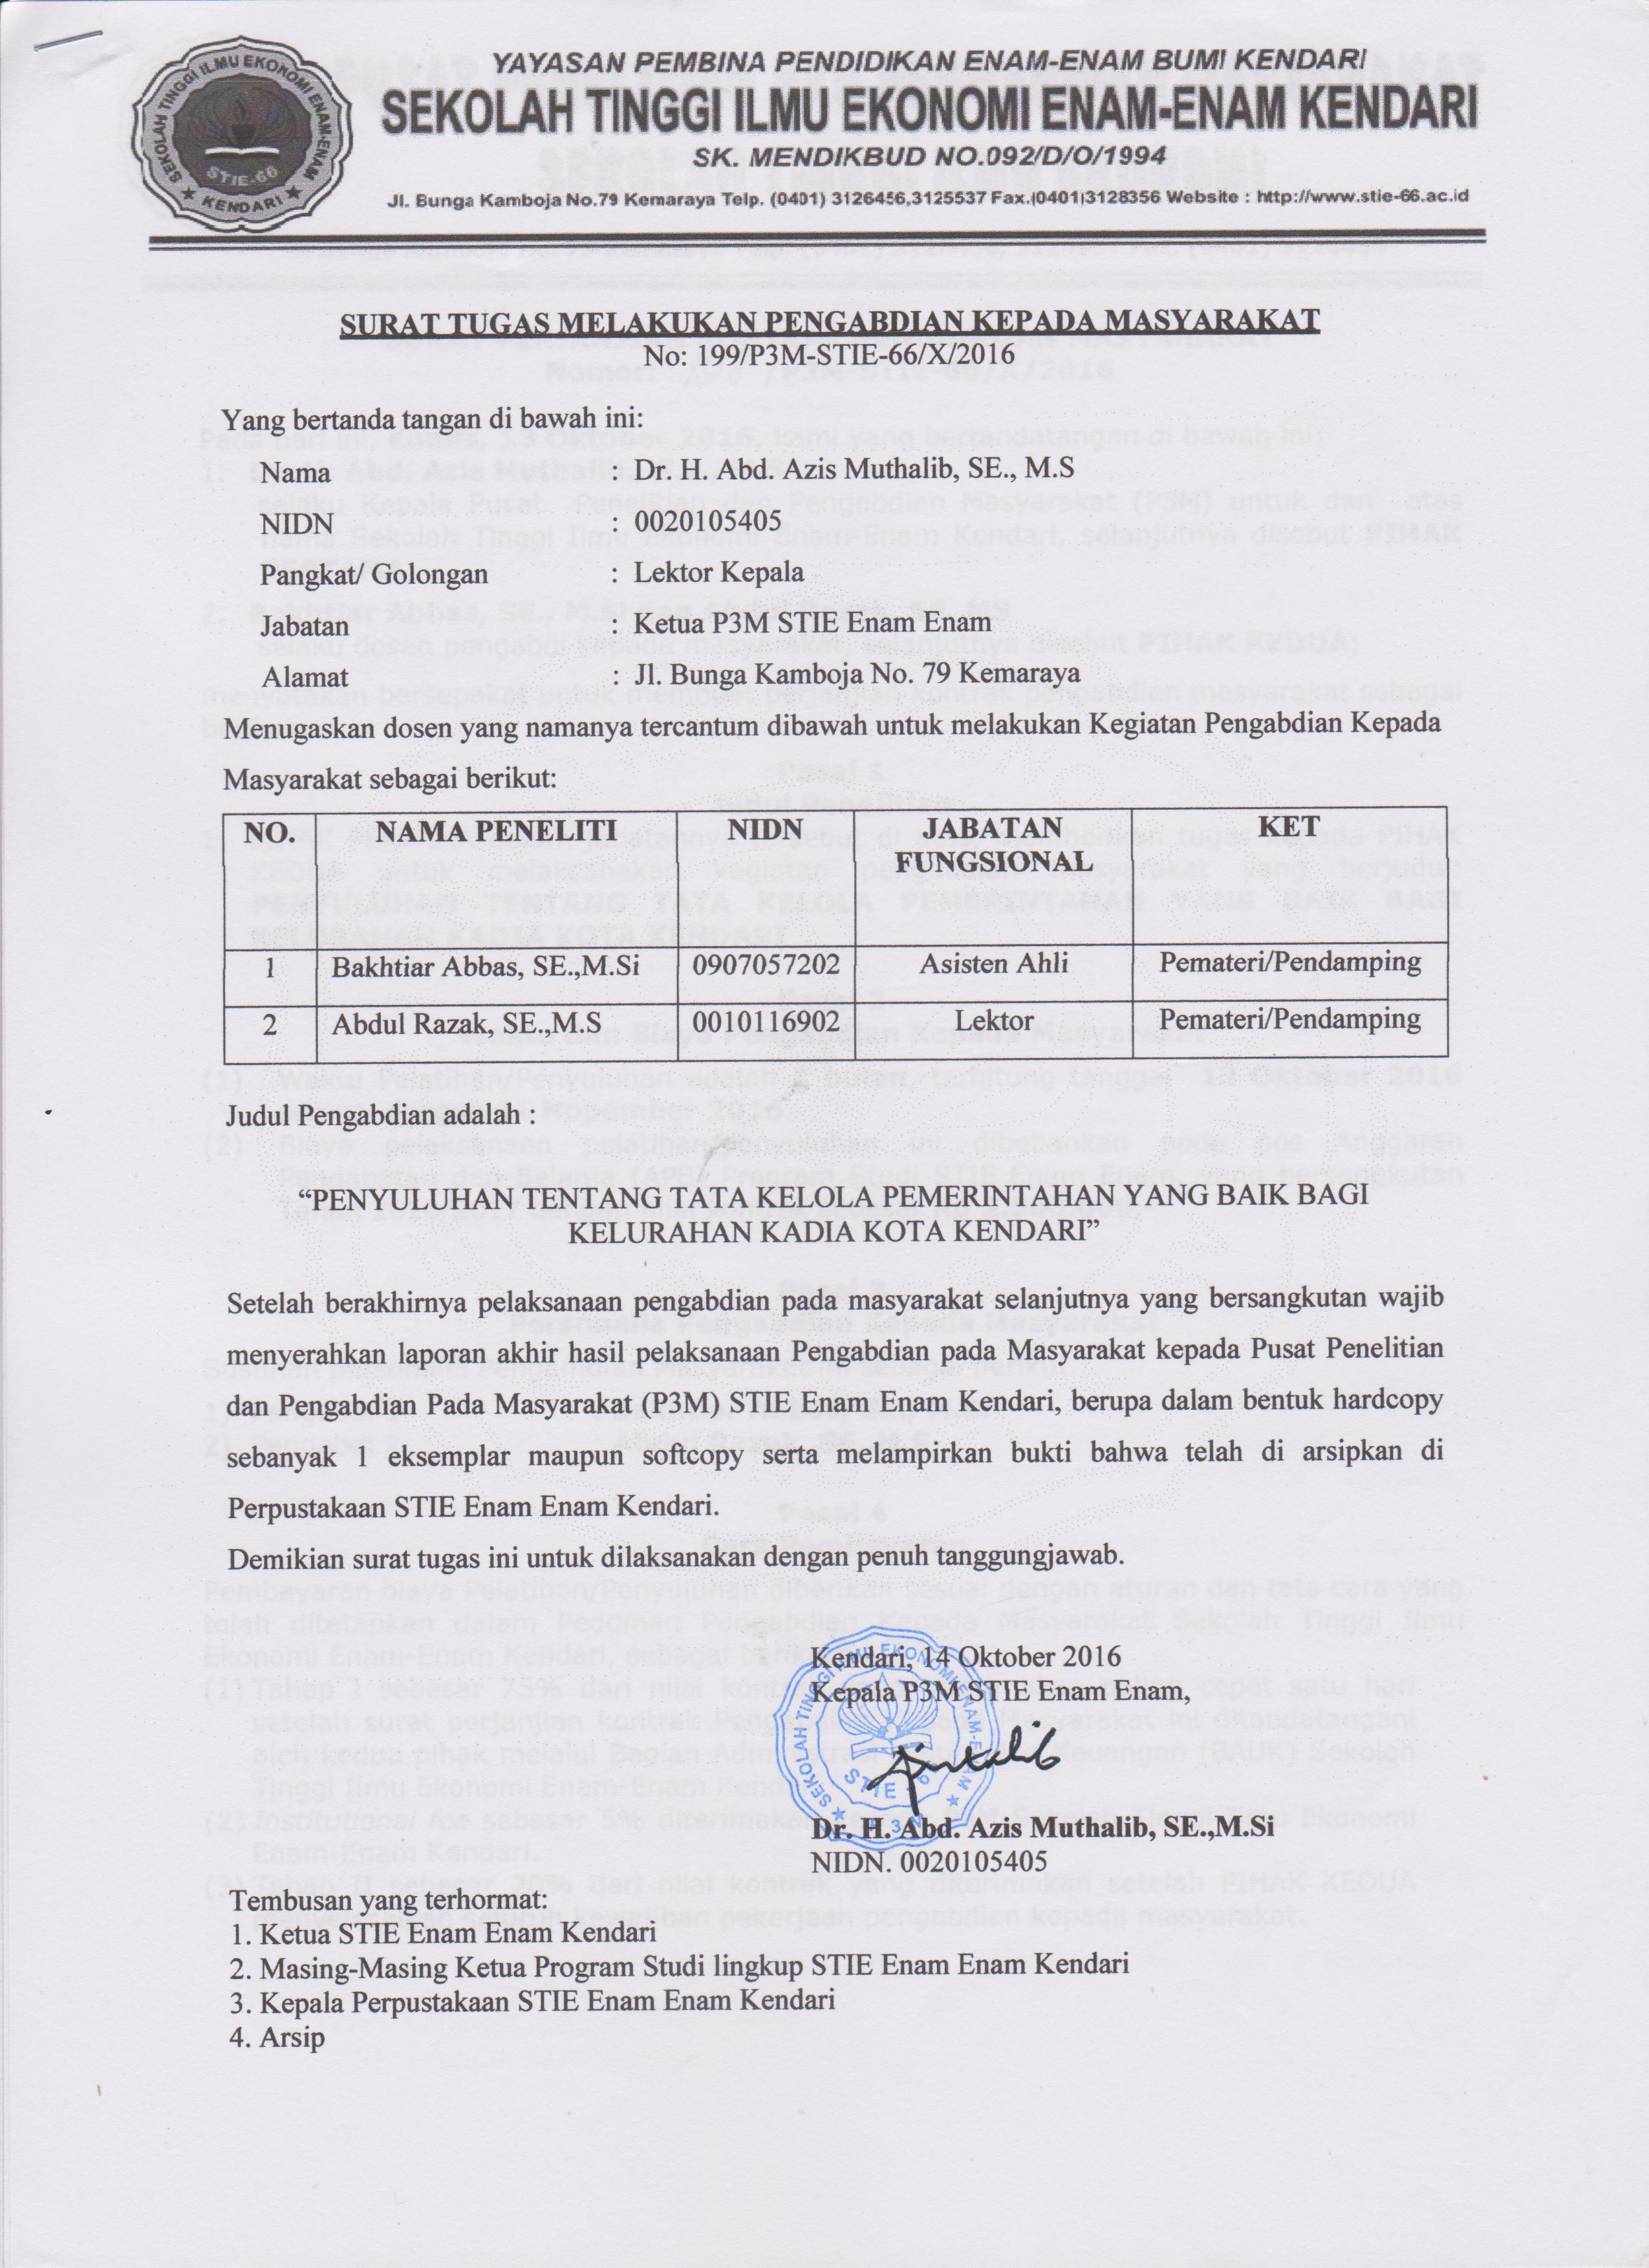 YAYASAN PEMBINA PENDIDIKAN ENAM-ENAM BUMI KENDARI
SEKOLAH TINGGI ILMU EKONOMI ENAM-ENAM KENDARI
SK. MENDIKBUD NO.092/D/O/1994
Jl. Bunga Kamboja No.79 Kemaraya Telp. (0401) 3126456,3125537 Fax.(0401)3128356 Website : http://www.stie-66.ac.id
SEKOLAH TINGGI ILMU EKONOMI ENAM-ENAM
STIE-66
★ KENDARI ★
SURAT TUGAS MELAKUKAN PENGABDIAN KEPADA MASYARAKAT
No: 199/P3M-STIE-66/X/2016
Yang bertanda tangan di bawah ini:
Nama : Dr. H. Abd. Azis Muthalib, SE., M.S
NIDN : 0020105405
Pangkat/ Golongan : Lektor Kepala
Jabatan : Ketua P3M STIE Enam Enam
Alamat : Jl. Bunga Kamboja No. 79 Kemaraya
Menugaskan dosen yang namanya tercantum dibawah untuk melakukan Kegiatan Pengabdian Kepada
Masyarakat sebagai berikut:
NO. NAMA PENELITI NIDN JABATAN FUNGSIONAL KET
1 Bakhtiar Abbas, SE.,M.Si 0907057202 Asisten Ahli Pemateri/Pendamping
2 Abdul Razak, SE.,M.S 0010116902 Lektor Pemateri/Pendamping
Judul Pengabdian adalah :
“PENYULUHAN TENTANG TATA KELOLA PEMERINTAHAN YANG BAIK BAGI
KELURAHAN KADIA KOTA KENDARI”
Setelah berakhirnya pelaksanaan pengabdian pada masyarakat selanjutnya yang bersangkutan wajib
menyerahkan laporan akhir hasil pelaksanaan Pengabdian pada Masyarakat kepada Pusat Penelitian
dan Pengabdian Pada Masyarakat (P3M) STIE Enam Enam Kendari, berupa dalam bentuk hardcopy
sebanyak 1 eksemplar maupun softcopy serta melampirkan bukti bahwa telah di arsipkan di
Perpustakaan STIE Enam Enam Kendari.
Demikian surat tugas ini untuk dilaksanakan dengan penuh tanggungjawab.
Kendari, 14 Oktober 2016
Kepala P3M STIE Enam Enam,
Dr. H. Abd. Azis Muthalib, SE.,M.Si
NIDN. 0020105405
Tembusan yang terhormat:
1. Ketua STIE Enam Enam Kendari
2. Masing-Masing Ketua Program Studi lingkup STIE Enam Enam Kendari
3. Kepala Perpustakaan STIE Enam Enam Kendari
4. Arsip